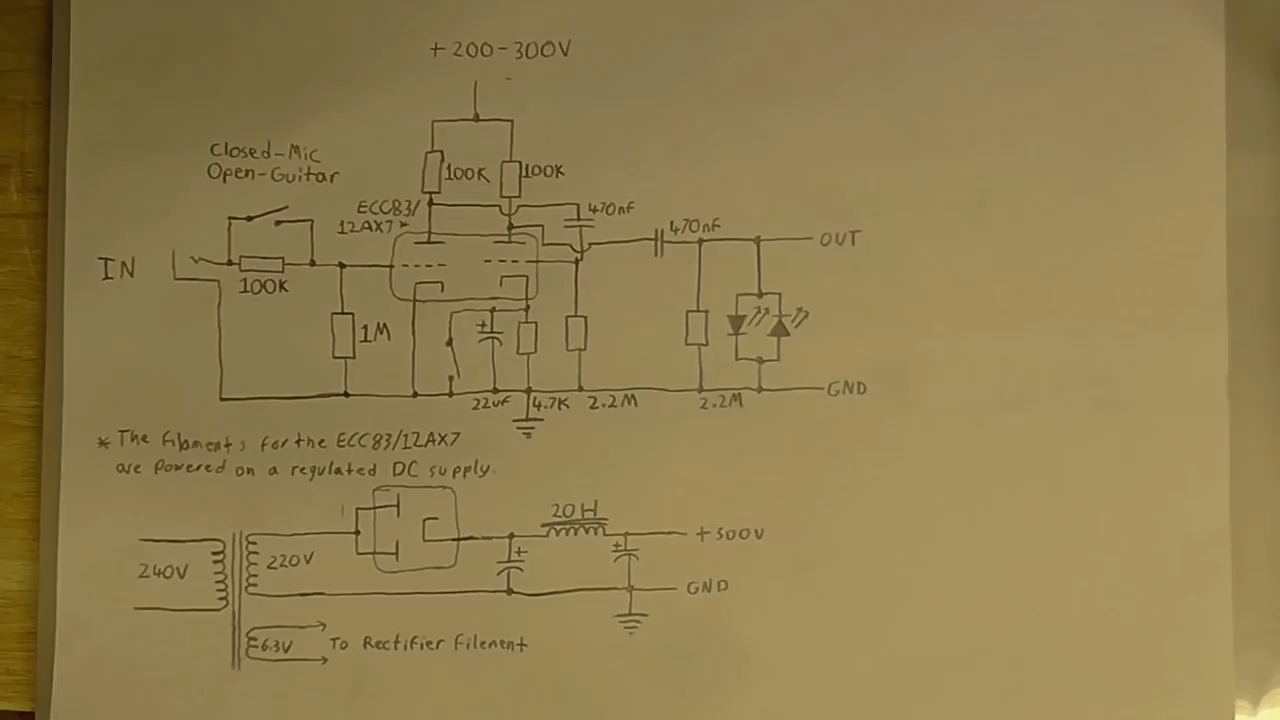 +200-300V
Closed-Mic
Open-Guitar
100K
100K
ECC83/
12AX7
470nF
470nF
OUT
IN
100K
1M
GND
22uF
4.7K
2.2M
2.2M
* The Filaments for the ECC83/12AX7
are powered on a regulated DC supply.
20H
+300V
220V
240V
GND
6.3V
To Rectifier Filement